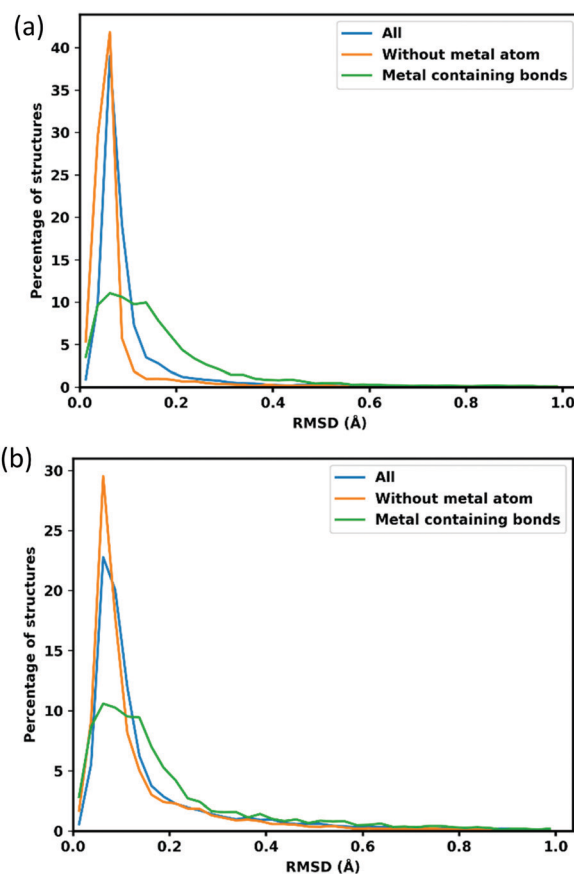 (a)
All
Without metal atom
Metal containing bonds
Percentage of structures
40
35
30
25
20
15
10
5
0
0.0 0.2 0.4 0.6 0.8 1.0
RMSD (Å)
(b)
All
Without metal atom
Metal containing bonds
Percentage of structures
30
25
20
15
10
5
0
0.0 0.2 0.4 0.6 0.8 1.0
RMSD (Å)